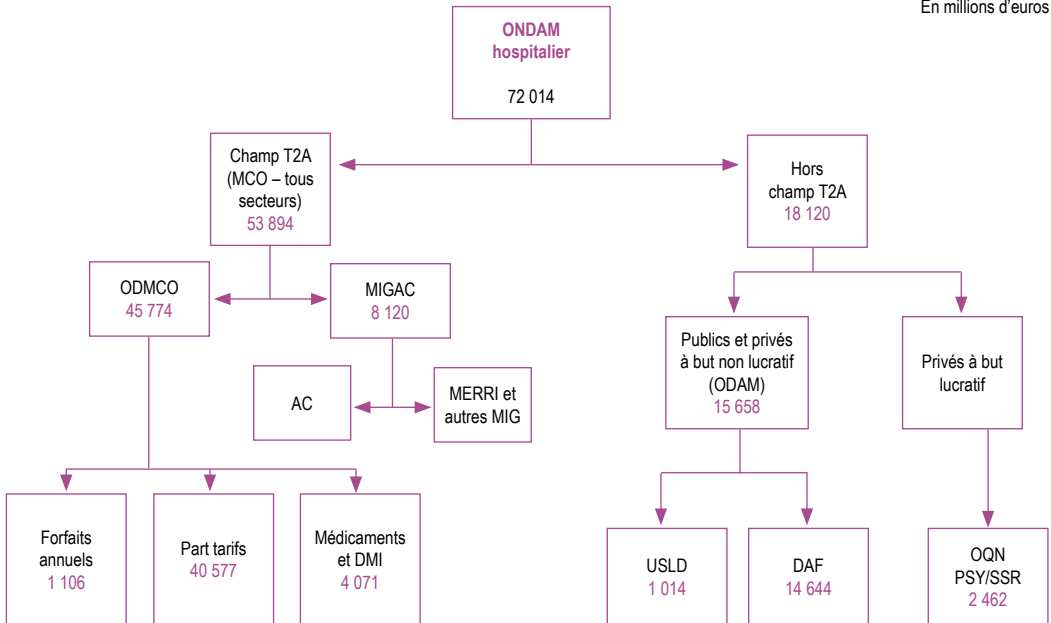 En millions d'euros
ONDAM
hospitalier
72 014
Champ T2A
(MCO – tous
secteurs)
53 894
Hors
champ T2A
18 120
ODMCO
45 774
MIGAC
8 120
Publics et privés
à but non lucratif
(ODAM)
15 658
Privés à but
lucratif
AC
MERRI et
autres MIG
Forfaits
annuels
1 106
Part tarifs
40 577
Médicaments
et DMI
4 071
USLD
1 014
DAF
14 644
OQN
PSY/SSR
2 462